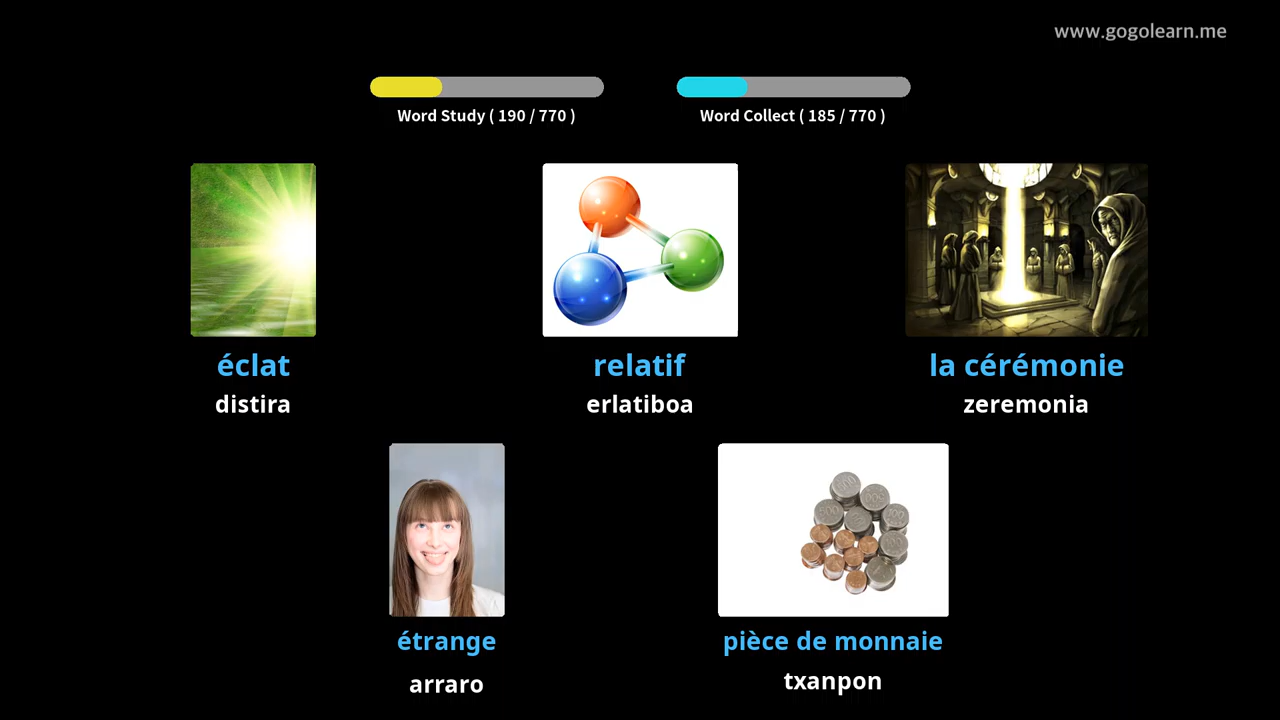 www.gogolearn.me
Word Study ( 190 / 770 )
Word Collect ( 185 / 770 )
éclat
relatif
la cérémonie
distira
erlatiboa
zeremonia
étrange
pièce de monnaie
arraro
txanpon